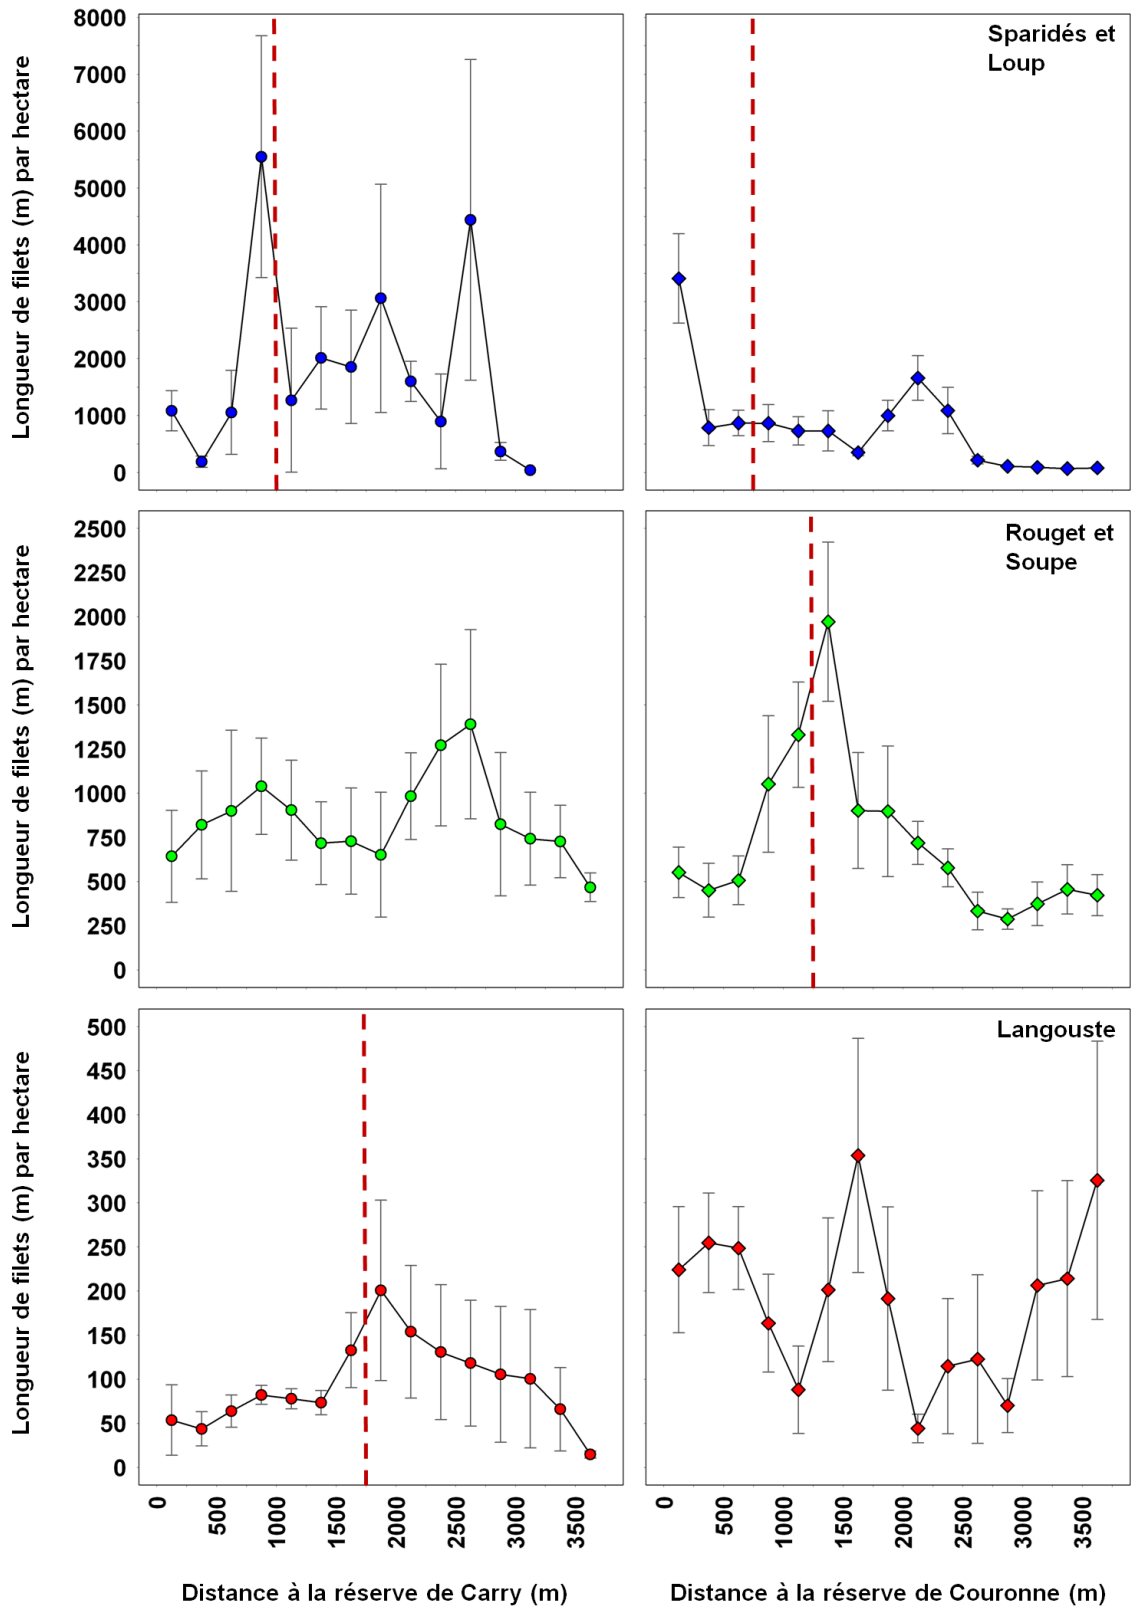 Longueur de filets (m) par hectare
8000
7000
6000
5000
4000
3000
2000
1000
0
Sparidés et
Loup
Longueur de filets (m) par hectare
2500
2250
2000
1750
1500
1250
1000
750
500
250
0
Rouget et
Soupe
Longueur de filets (m) par hectare
500
450
400
350
300
250
200
150
100
50
0
Langouste
0 500 1000 1500 2000 2500 3000 3500
0 500 1000 1500 2000 2500 3000 3500
Distance à la réserve de Carry (m)
Distance à la réserve de Couronne (m)